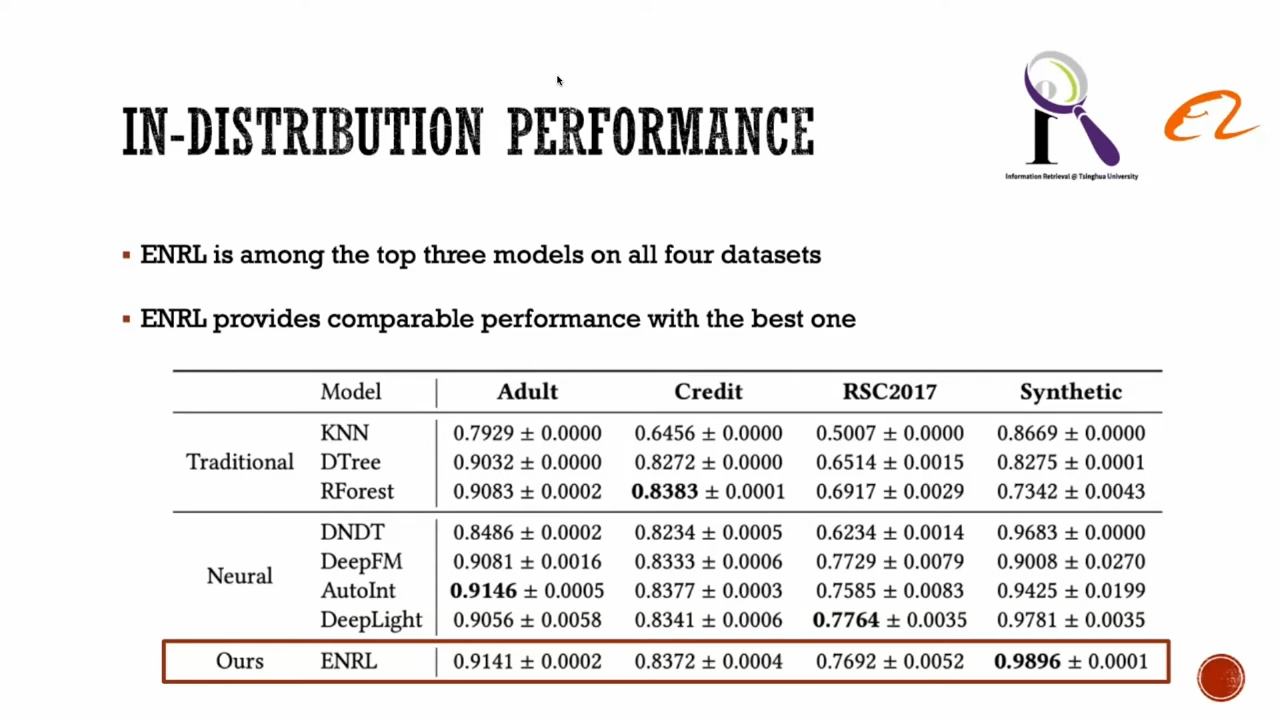 IN-DISTRIBUTION PERFORMANCE
Information Retrieval @ Tsinghua University
▪ ENRL is among the top three models on all four datasets
▪ ENRL provides comparable performance with the best one
Model Adult Credit RSC2017 Synthetic
Traditional
KNN 0.7929 ± 0.0000 0.6456 ± 0.0000 0.5007 ± 0.0000 0.8669 ± 0.0000
DTree 0.9032 ± 0.0000 0.8272 ± 0.0000 0.6514 ± 0.0015 0.8275 ± 0.0001
RForest 0.9083 ± 0.0002 0.8383 ± 0.0001 0.6917 ± 0.0029 0.7342 ± 0.0043
Neural
DNDT 0.8486 ± 0.0002 0.8234 ± 0.0005 0.6234 ± 0.0014 0.9683 ± 0.0000
DeepFM 0.9081 ± 0.0016 0.8333 ± 0.0006 0.7729 ± 0.0079 0.9008 ± 0.0270
AutoInt 0.9146 ± 0.0005 0.8377 ± 0.0003 0.7585 ± 0.0083 0.9425 ± 0.0199
DeepLight 0.9056 ± 0.0058 0.8341 ± 0.0006 0.7764 ± 0.0035 0.9781 ± 0.0035
Ours ENRL 0.9141 ± 0.0002 0.8372 ± 0.0004 0.7692 ± 0.0052 0.9896 ± 0.0001